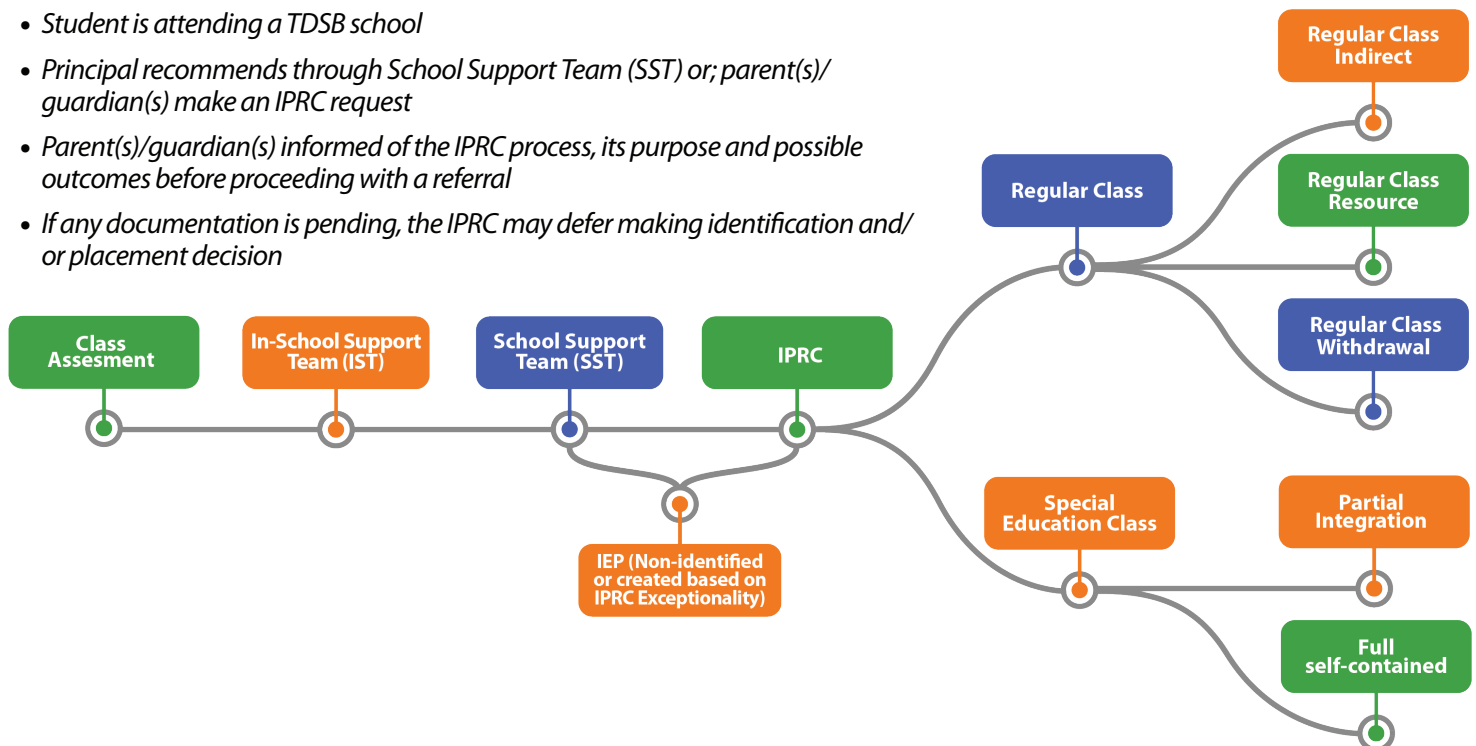 • Student is attending a TDSB school
• Principal recommends through School Support Team (SST) or; parent(s)/
guardian(s) make an IPRC request
• Parent(s)/guardian(s) informed of the IPRC process, its purpose and possible
outcomes before proceeding with a referral
• If any documentation is pending, the IPRC may defer making identification and/
or placement decision
Class
Assesment
In-School Support
Team (IST)
School Support
Team (SST)
IPRC
IEP (Non-identified
or created based on
IPRC Exceptionality)
Regular Class
Regular Class
Indirect
Regular Class
Resource
Regular Class
Withdrawal
Special
Education Class
Partial
Integration
Full
self-contained